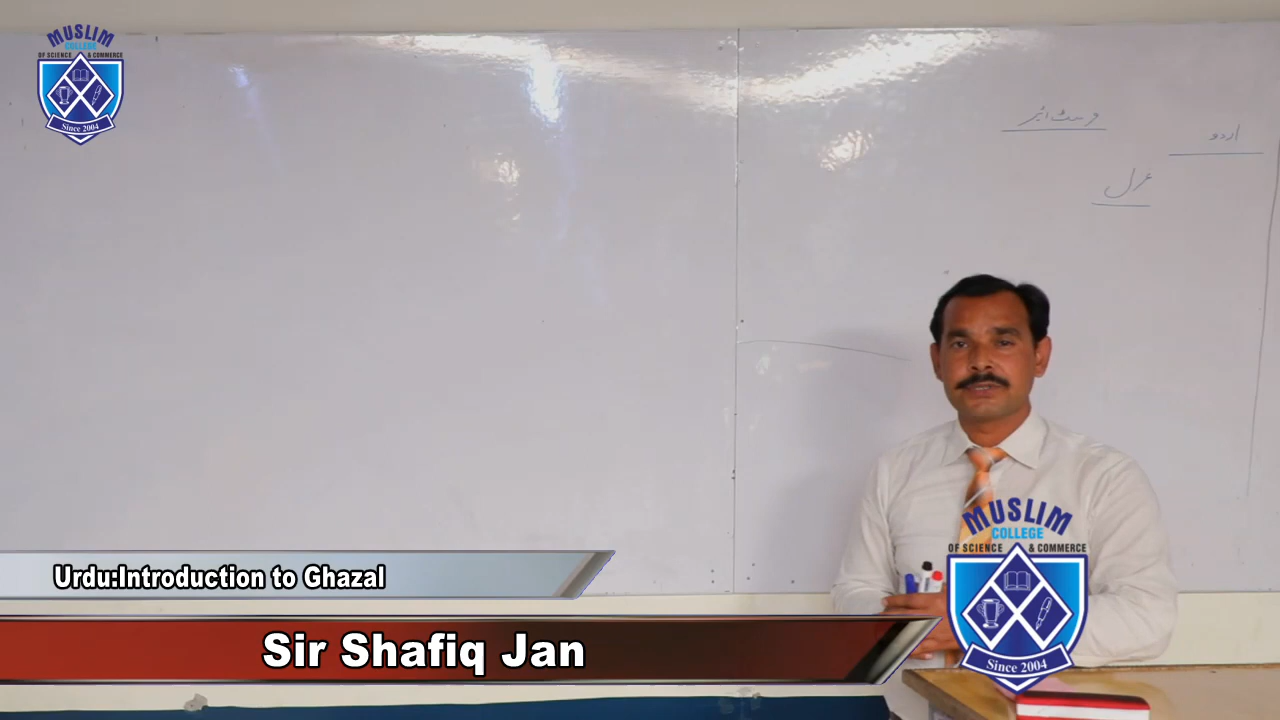 MUSLIM
COLLEGE
OF SCIENCE & COMMERCE
Since 2004
فرسٹ ائیر
اردو
غزل
MUSLIM
COLLEGE
OF SCIENCE & COMMERCE
Since 2004
Urdu:Introduction to Ghazal
Sir Shafiq Jan